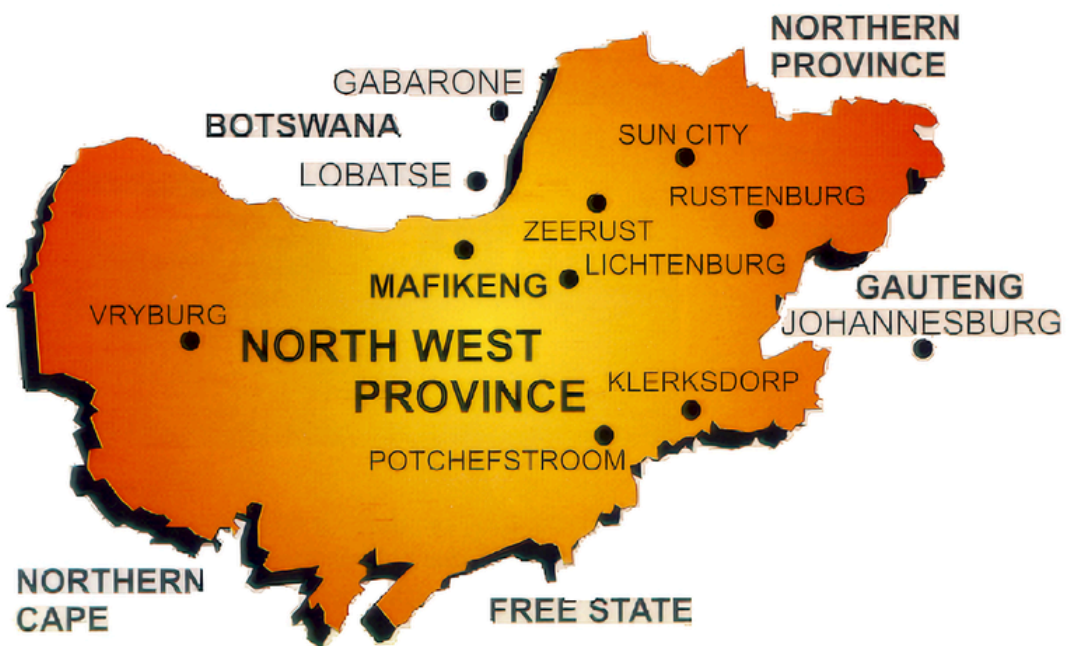 NORTHERN
PROVINCE
GABARONE
BOTSWANA
SUN CITY
LOBATSE
RUSTENBURG
ZEERUST
LICHTENBURG
MAFIKENG
GAUTENG
JOHANNESBURG
VRYBURG
NORTH WEST
PROVINCE
KLERKSDORP
POTCHEFSTROOM
NORTHERN
CAPE
FREE STATE